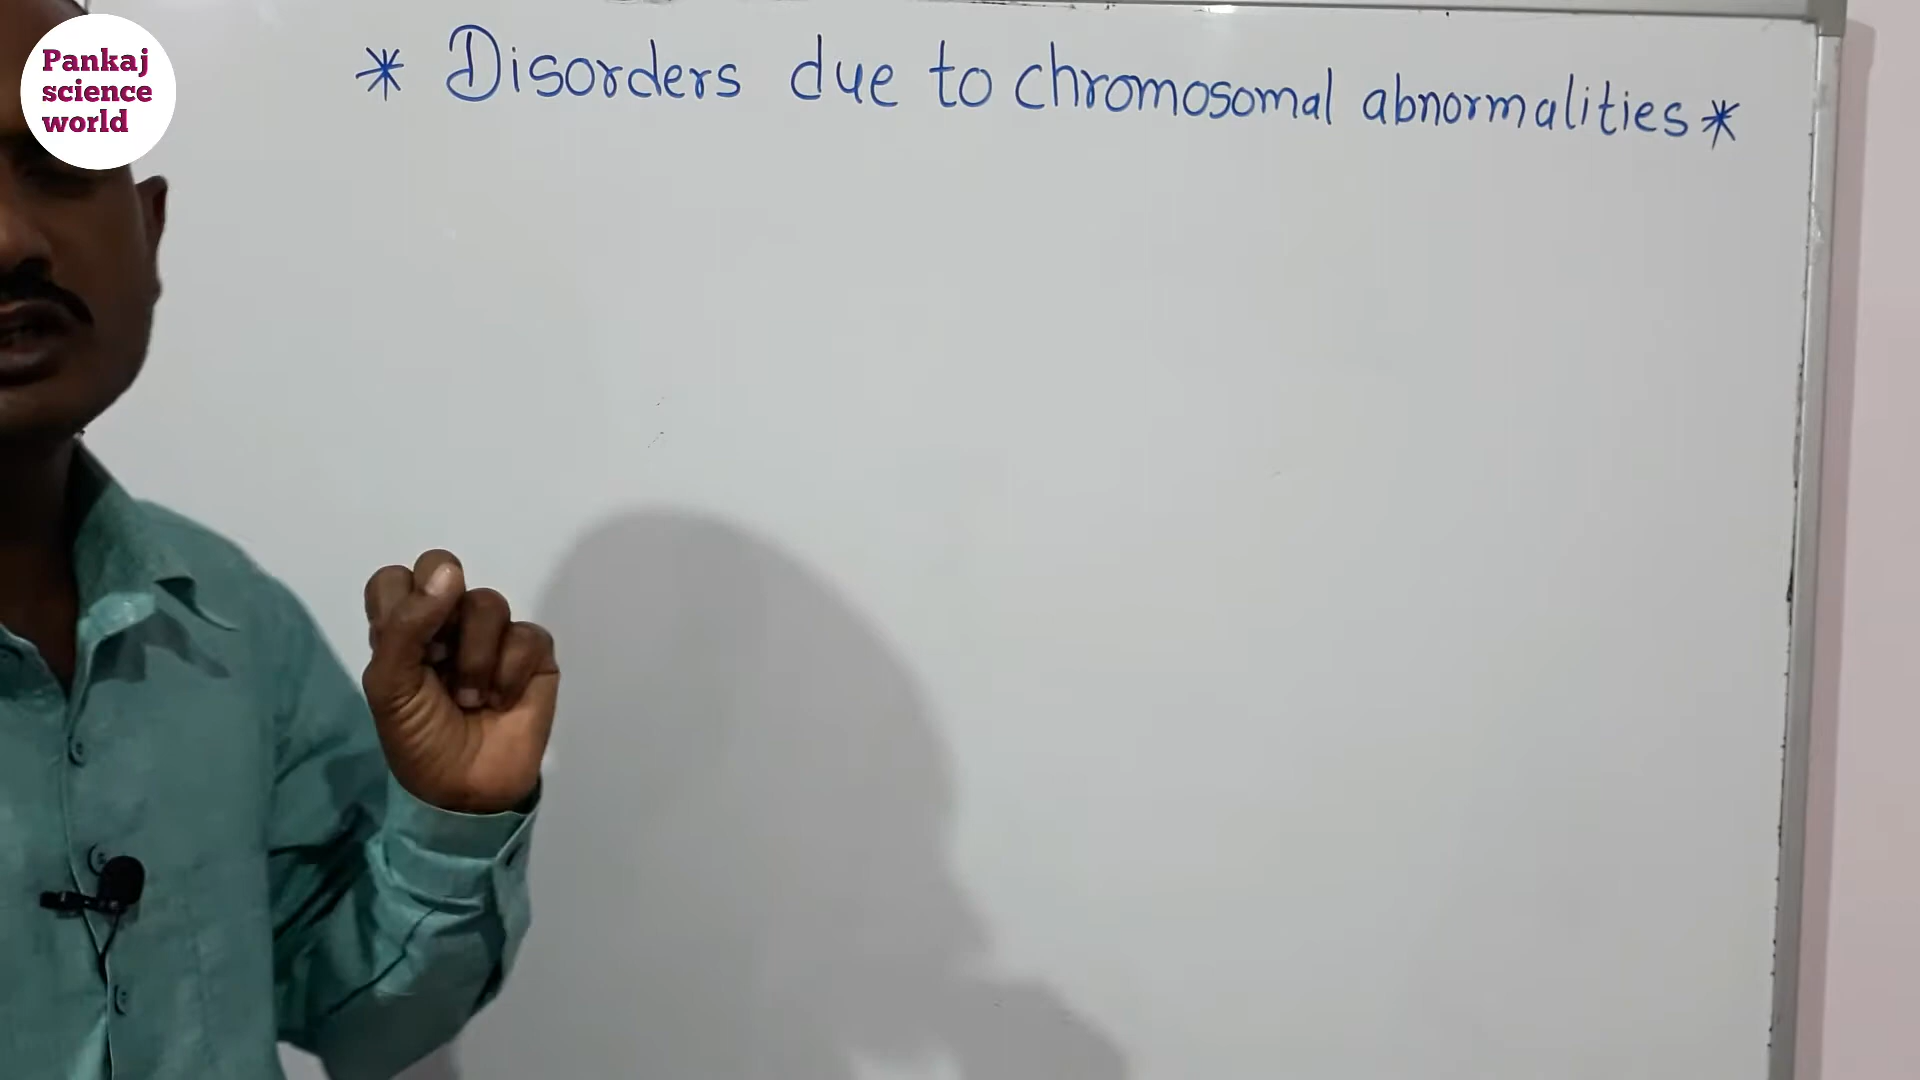 Pankaj
science
world
* Disorders due to chromosomal abnormalities *